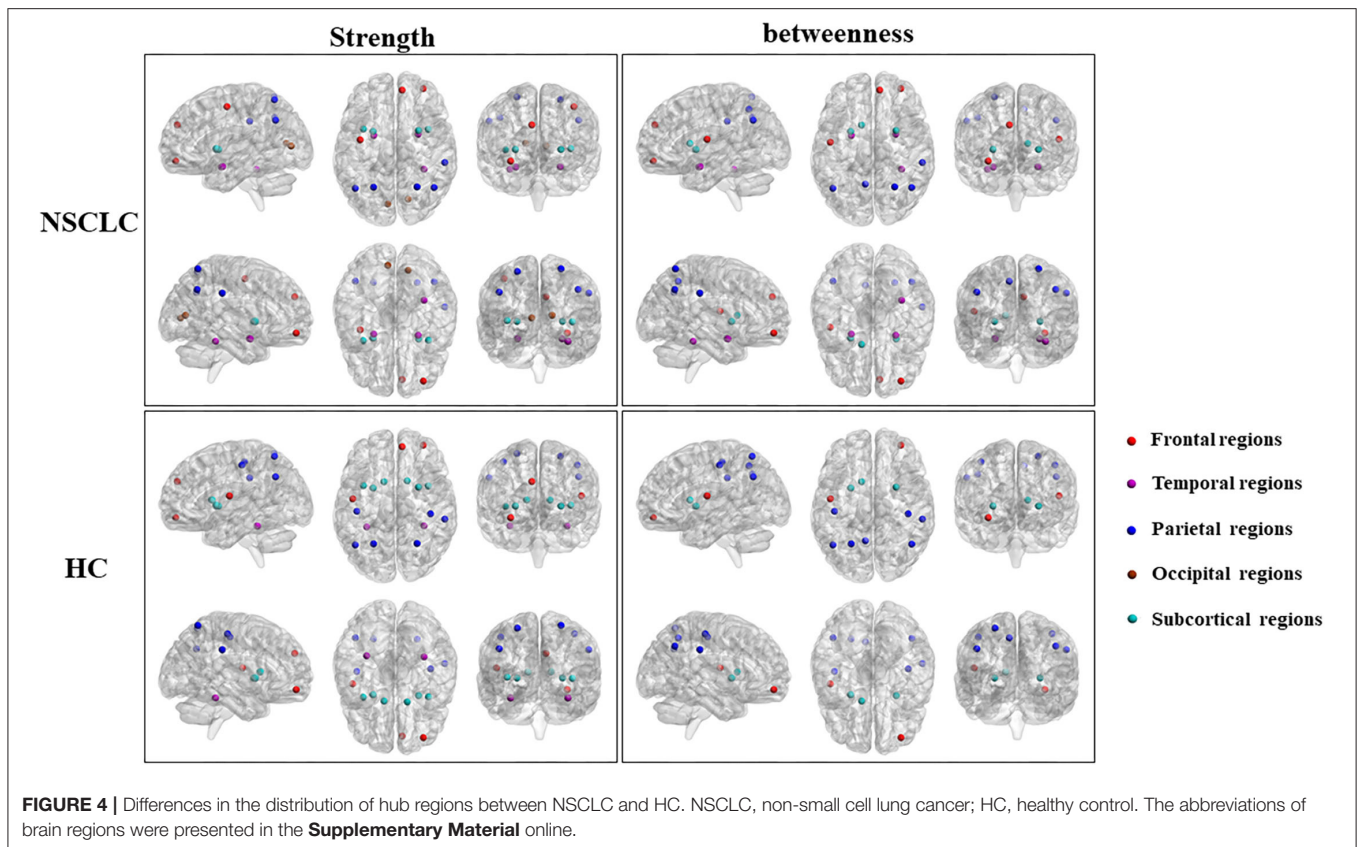 Strength
betweenness
NSCLC
HC
Frontal regions
Temporal regions
Parietal regions
Occipital regions
Subcortical regions
FIGURE 4 | Differences in the distribution of hub regions between NSCLC and HC. NSCLC, non-small cell lung cancer; HC, healthy control. The abbreviations of
brain regions were presented in the Supplementary Material online.